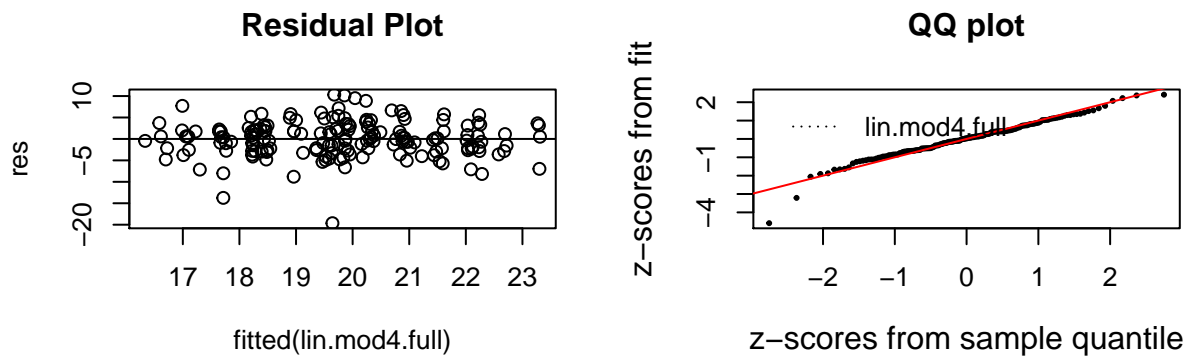 Residual Plot
res
10
−5
−20
17 18 19 20 21 22 23
fitted(lin.mod4.full)
QQ plot
z−scores from fit
2
−1
−4
lin.mod4.full
−2 −1 0 1 2
z−scores from sample quantile